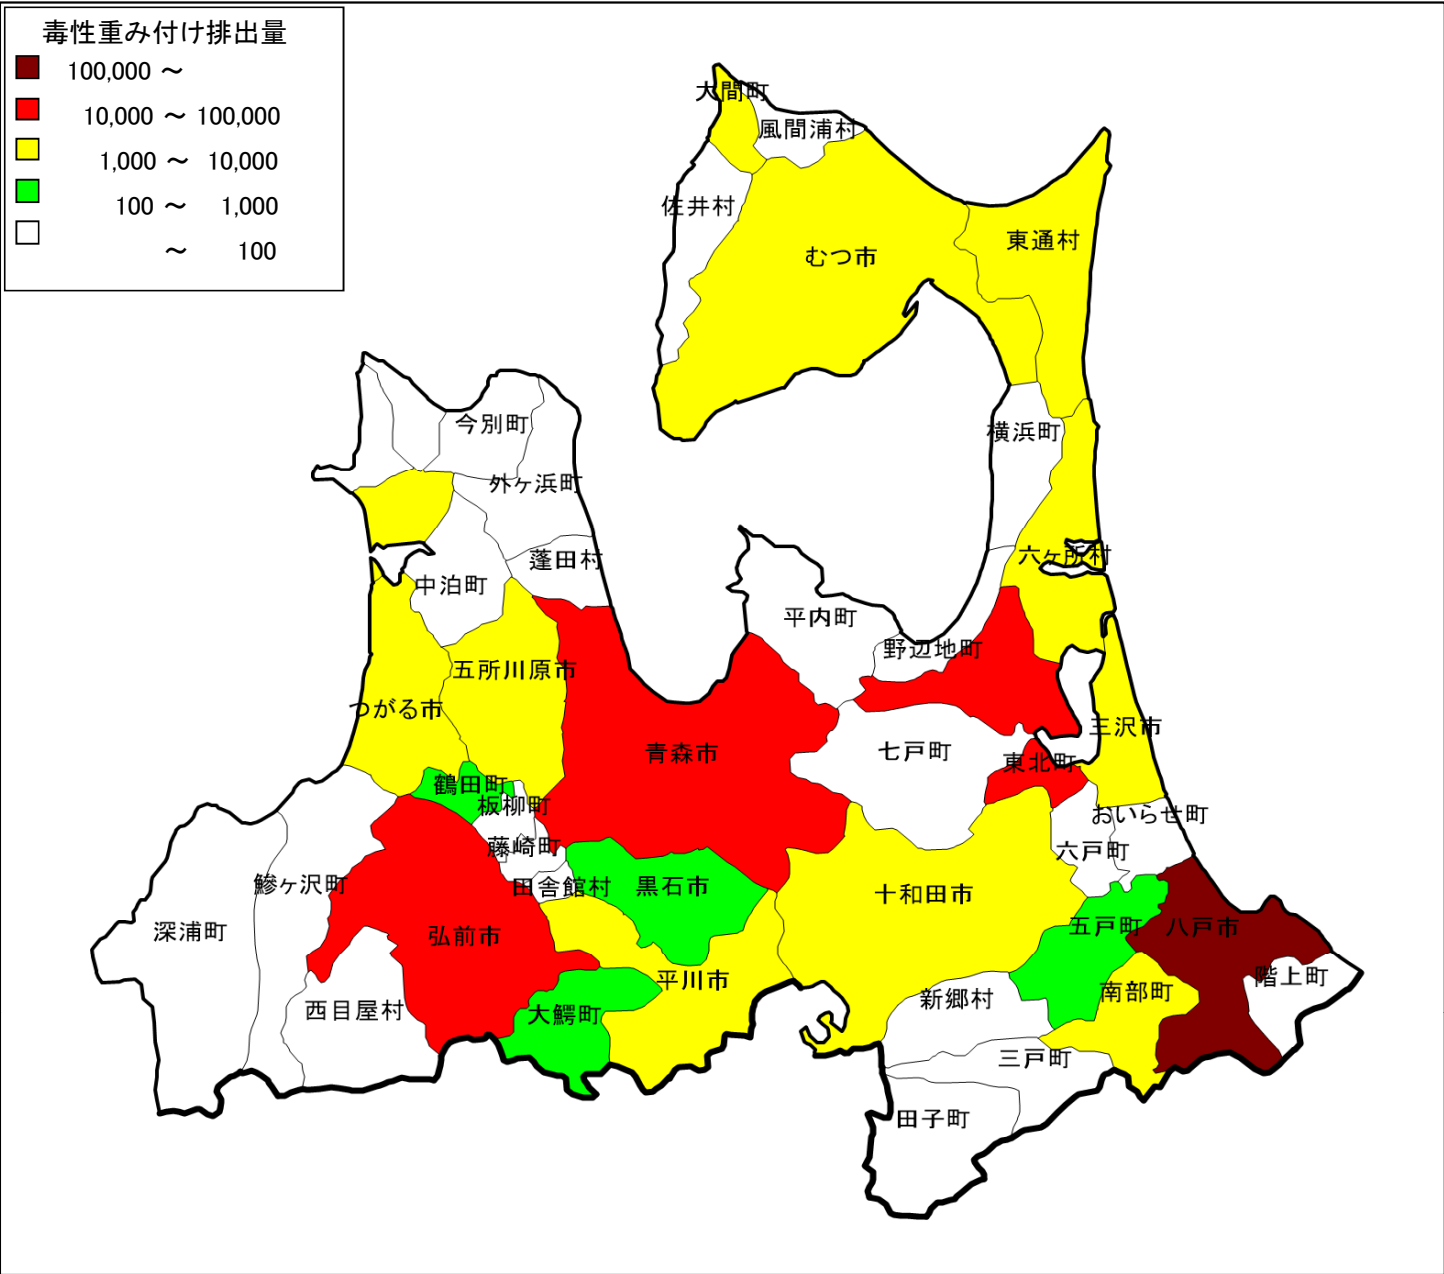 毒性重み付け排出量
100,000 ～
10,000 ～ 100,000
1,000 ～ 10,000
100 ～ 1,000
～ 100
大間町
風間浦村
佐井村
東通村
むつ市
今別町
横浜町
外ヶ浜町
蓬田村
六ヶ所村
中泊町
平内町
野辺地町
五所川原市
つがる市
三沢市
青森市
七戸町
東北町
鶴田町
板柳町
おいらせ町
藤崎町
六戸町
鰺ヶ沢町
田舎館村
黒石市
十和田市
深浦町
弘前市
五戸町
八戸市
平川市
階上町
南部町
新郷村
西目屋村
大鰐町
三戸町
田子町